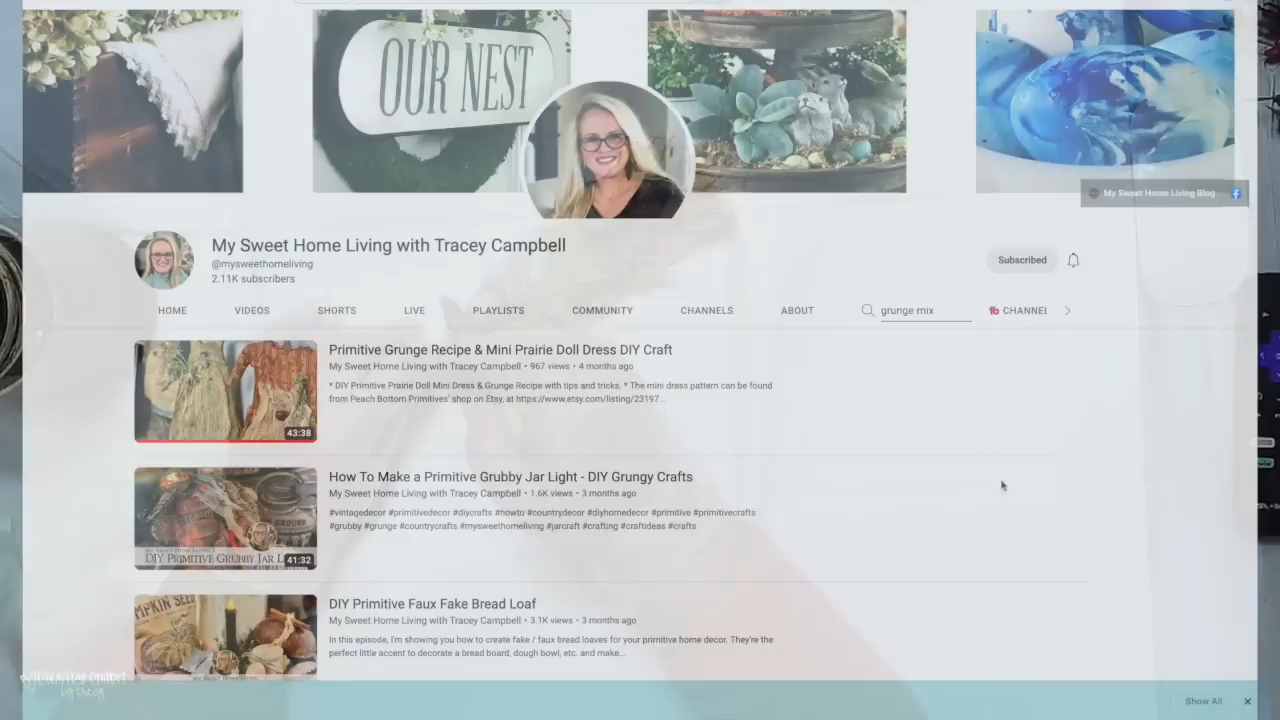 OUR NEST
My Sweet Home Living Blog
My Sweet Home Living with Tracey Campbell
@mysweethomeliving
2.11K subscribers
Subscribed
HOME VIDEOS SHORTS LIVE PLAYLISTS COMMUNITY CHANNELS ABOUT grunge mix tb CHANNEL
Primitive Grunge Recipe & Mini Prairie Doll Dress DIY Craft
My Sweet Home Living with Tracey Campbell • 967 views • 4 months ago
* DIY Primitive Prairie Doll Mini Dress & Grunge Recipe with tips and tricks. * The mini dress pattern can be found
from Peach Bottom Primitives' shop on Etsy, at https://www.etsy.com/listing/23197...
43:38
How To Make a Primitive Grubby Jar Light - DIY Grungy Crafts
My Sweet Home Living with Tracey Campbell • 1.6K views • 3 months ago
#vintagedecor #primitivedecor #diycrafts #howto #countrydecor #diyhomedecor #primitive #primitivecrafts
#grubby #grunge #countrycrafts #mysweethomelivng #jarcraft #crafting #craftideas #crafts
DIY PRIMITIVE GRUBBY JAR L
41:32
DIY Primitive Faux Fake Bread Loaf
My Sweet Home Living with Tracey Campbell • 3.1K views • 3 months ago
In this episode, I'm showing you how to create fake / faux bread loaves for your primitive home decor. They're the
perfect little accent to decorate a bread board, dough bowl, etc. and make...
PUMPKIN SEED
by tracey
Show All